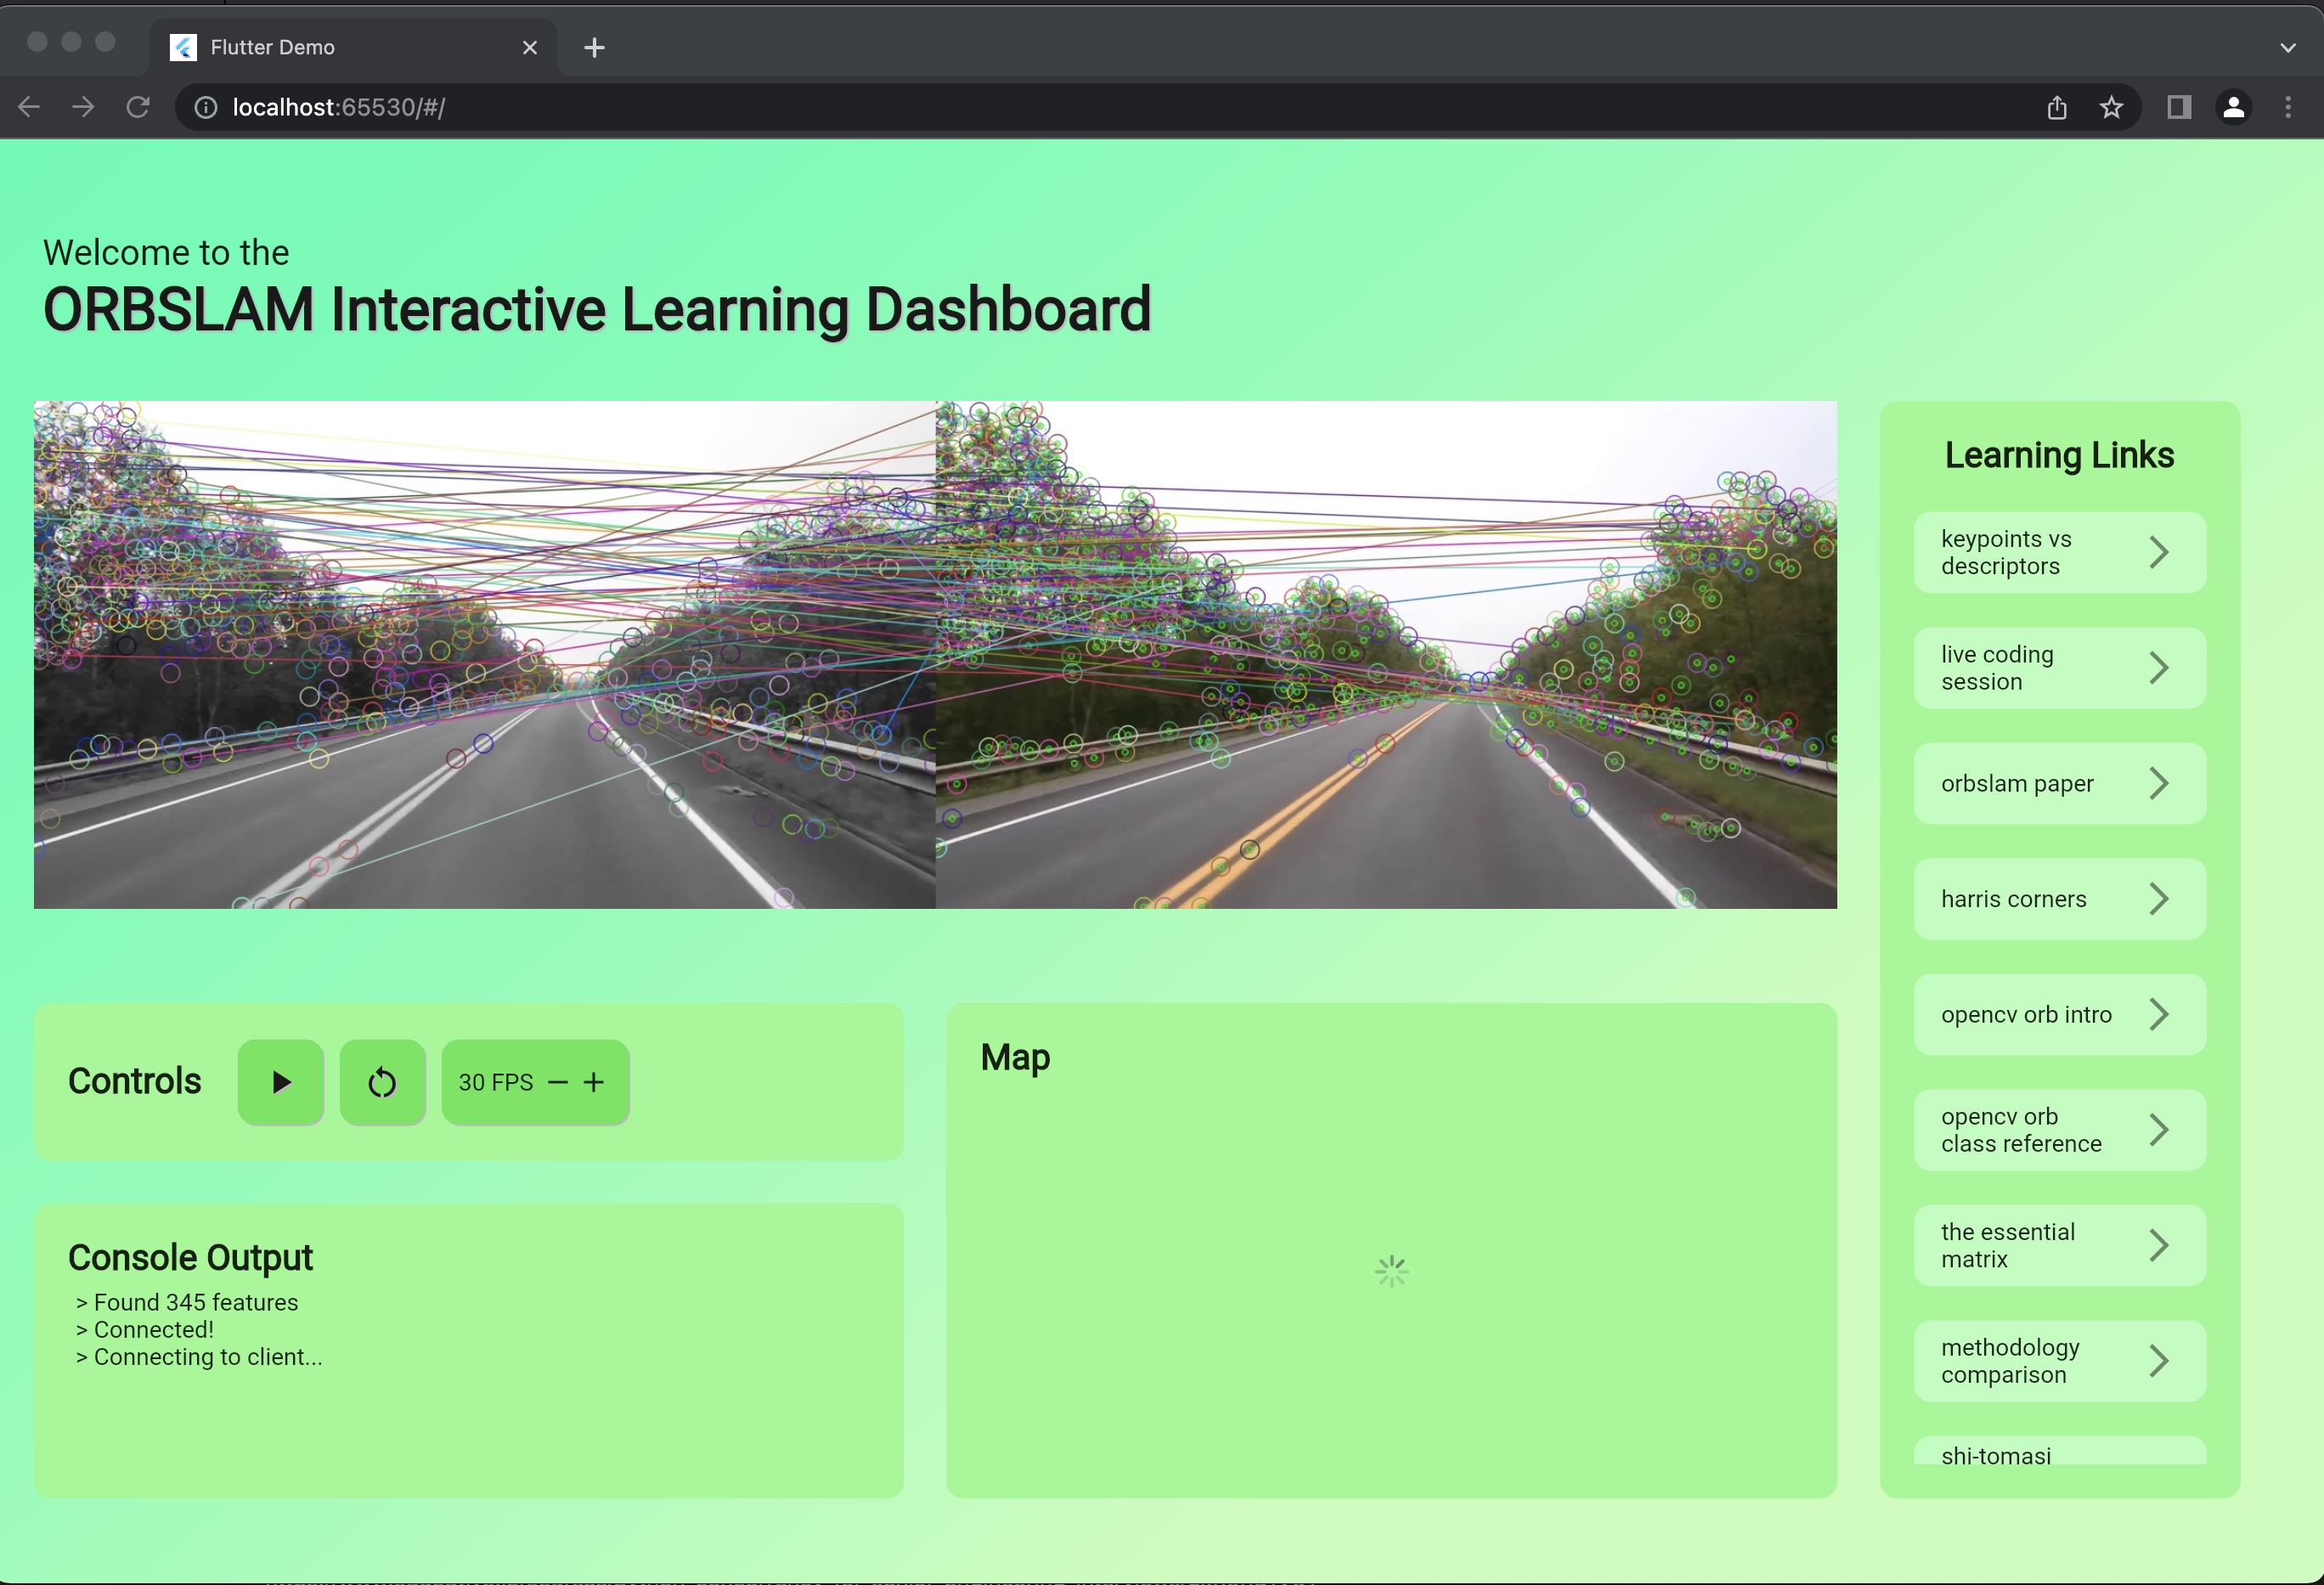 Flutter Demo
localhost:65530/#/
Welcome to the
ORBSLAM Interactive Learning Dashboard
Learning Links
keypoints vs
descriptors
live coding
session
orbslam paper
harris corners
opencv orb intro
opencv orb
class reference
the essential
matrix
methodology
comparison
shi-tomasi
Controls
30 FPS − +
Console Output
> Found 345 features
> Connected!
> Connecting to client...
Map